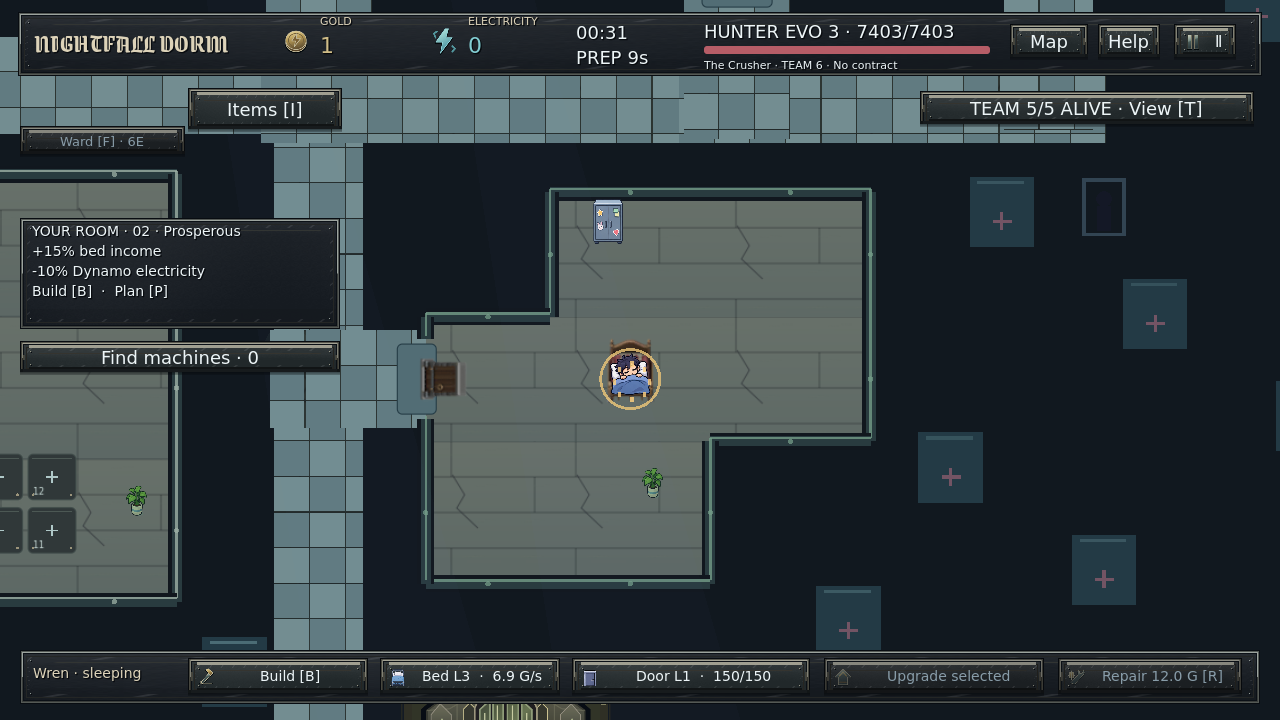 NIGHTFALL DORM
GOLD
1
ELECTRICITY
0
00:31
PREP 9s
HUNTER EVO 3 · 7403/7403
The Crusher · TEAM 6 · No contract
Map
Help
Items [I]
TEAM 5/5 ALIVE · View [T]
Ward [F] · 6E
YOUR ROOM · 02 · Prosperous
+15% bed income
-10% Dynamo electricity
Build [B] · Plan [P]
Find machines · 0
12
11
Wren · sleeping
Build [B]
Bed L3 · 6.9 G/s
Door L1 · 150/150
Upgrade selected
Repair 12.0 G [R]